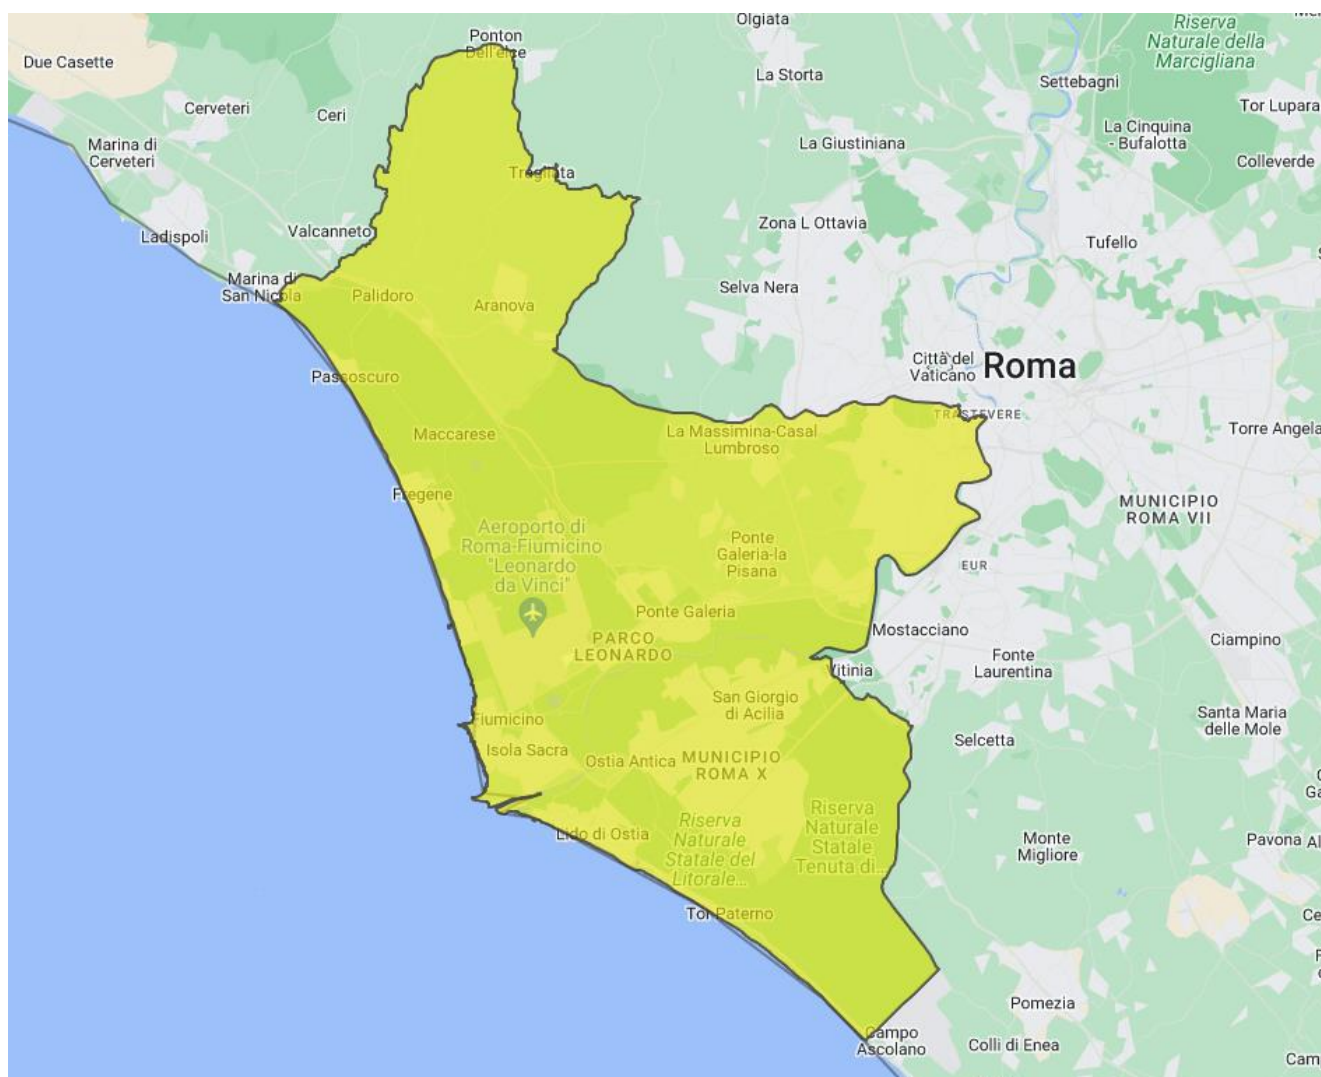 Olgiata
Riserva
Naturale della
Marcigliana
Ponton
Dell'elce
Due Casette
La Storta
Settebagni
Cerveteri
Ceri
Tor Lupara
La Cinquina
- Bufalotta
Marina di
Cerveteri
La Giustiniana
Colleverde
Tragliata
Ladispoli
Valcanneto
Zona L Ottavia
Tufello
Marina di
San Nicola
Palidoro
Aranova
Selva Nera
Città del
Vaticano
Roma
Passoscuro
TRASTEVERE
Maccarese
La Massimina-Casal
Lumbroso
Torre Angela
Fregene
MUNICIPIO
ROMA VII
Aeroporto di
Roma-Fiumicino
"Leonardo
da Vinci"
Ponte
Galeria-la
Pisana
EUR
Ponte Galeria
PARCO
LEONARDO
Mostacciano
Ciampino
Fonte
Laurentina
Vitinia
San Giorgio
di Acilia
Fiumicino
Santa Maria
delle Mole
Selcetta
Isola Sacra
Ostia Antica
MUNICIPIO
ROMA X
Ga
Lido di Ostia
Riserva
Naturale
Statale del
Litorale...
Riserva
Naturale
Statale
Tenuta di...
Monte
Migliore
Pavona
Al
Tor Paterno
Ce
Pomezia
Campo
Ascolano
Colli di Enea
Cam